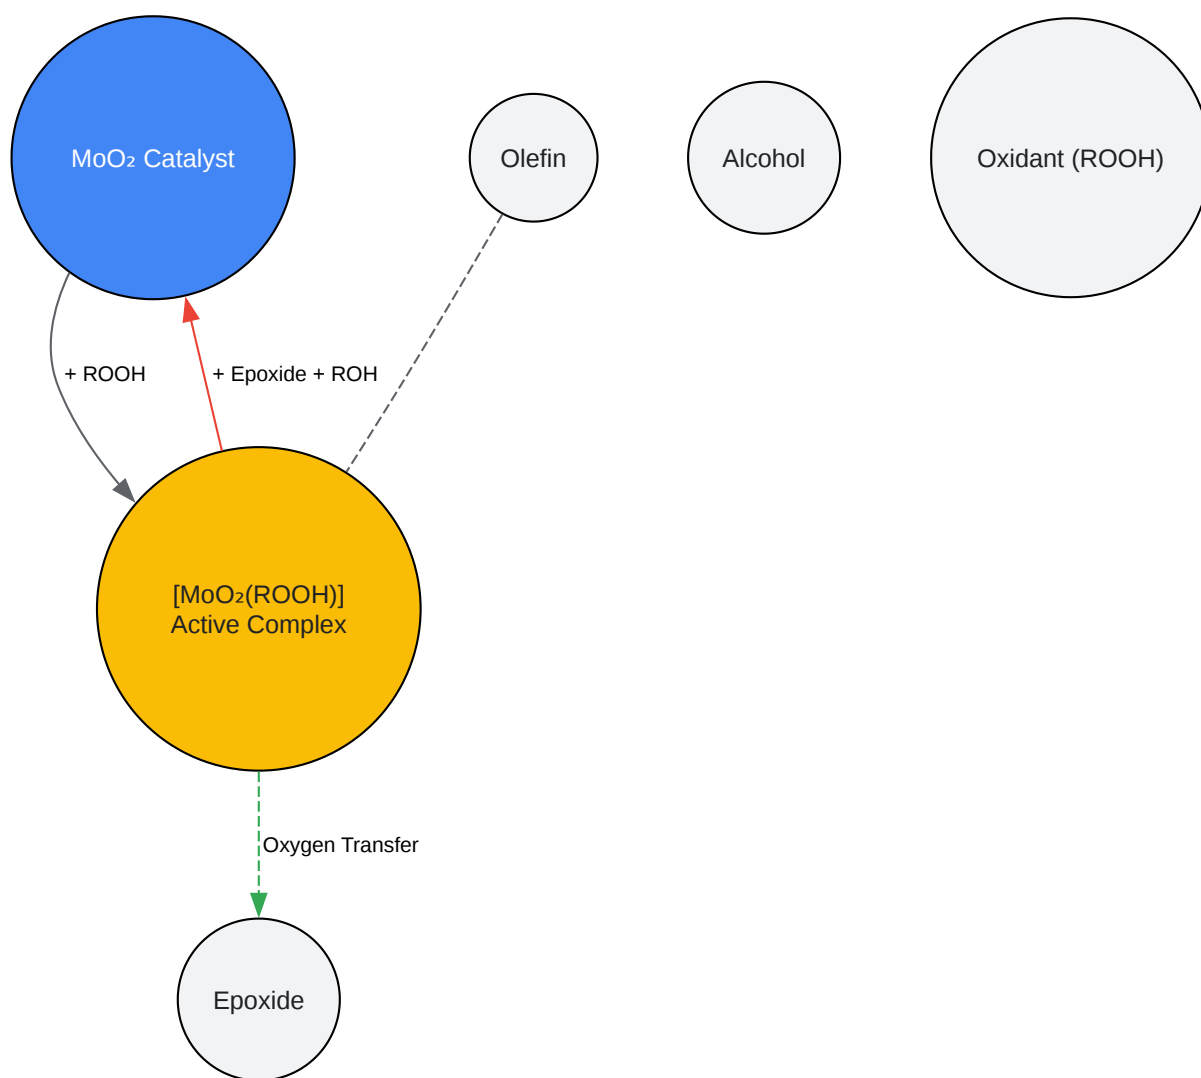 MoO₂ Catalyst
Olefin
Alcohol
Oxidant (ROOH)
+ ROOH
+ Epoxide + ROH
[MoO₂(ROOH)]
Active Complex
Oxygen Transfer
Epoxide